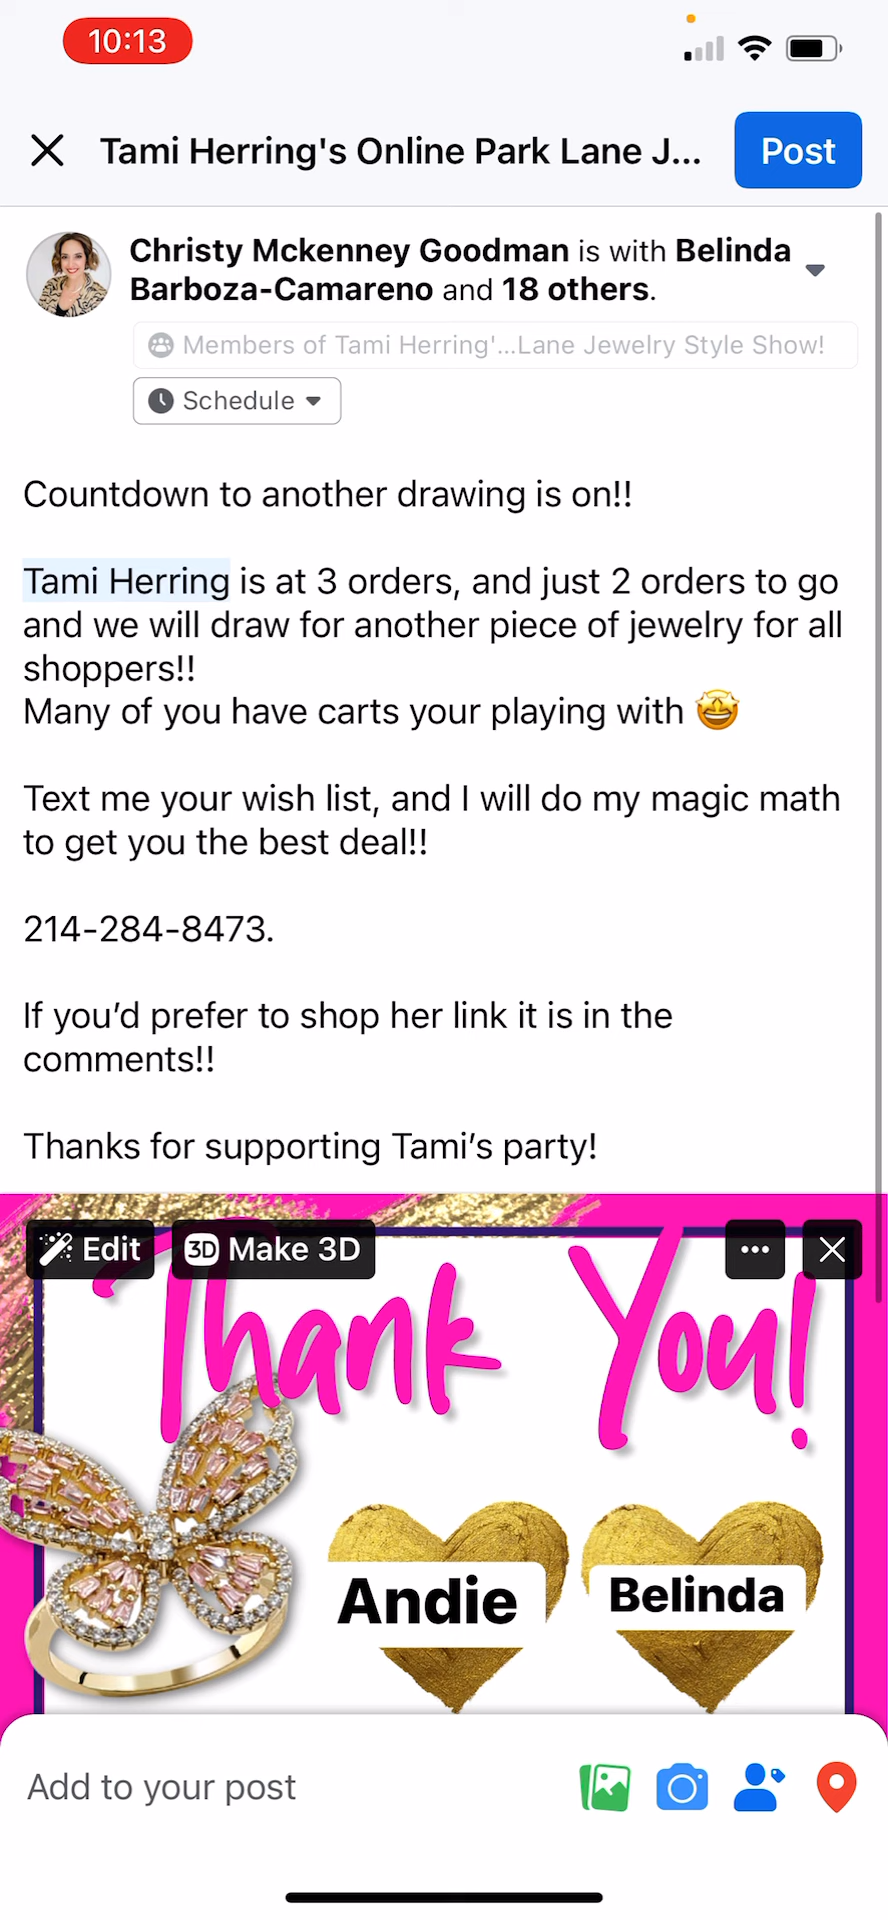 10:13
Tami Herring's Online Park Lane J...
Post
Christy Mckenney Goodman is with Belinda
Barboza-Camareno and 18 others.
Members of Tami Herring'...Lane Jewelry Style Show!
Schedule
Countdown to another drawing is on!!
Tami Herring is at 3 orders, and just 2 orders to go
and we will draw for another piece of jewelry for all
shoppers!!
Many of you have carts your playing with 🤩
Text me your wish list, and I will do my magic math
to get you the best deal!!
214-284-8473.
If you’d prefer to shop her link it is in the
comments!!
Thanks for supporting Tami’s party!
Edit
3D Make 3D
Thank You!
Andie
Belinda
Add to your post